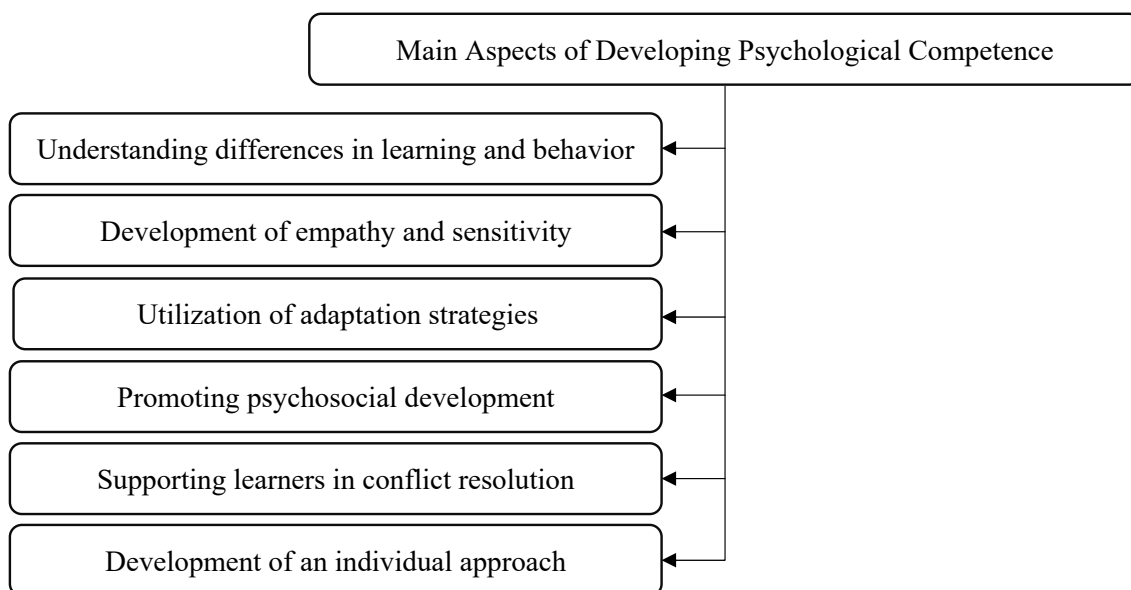 Main Aspects of Developing Psychological Competence
Understanding differences in learning and behavior
Development of empathy and sensitivity
Utilization of adaptation strategies
Promoting psychosocial development
Supporting learners in conflict resolution
Development of an individual approach